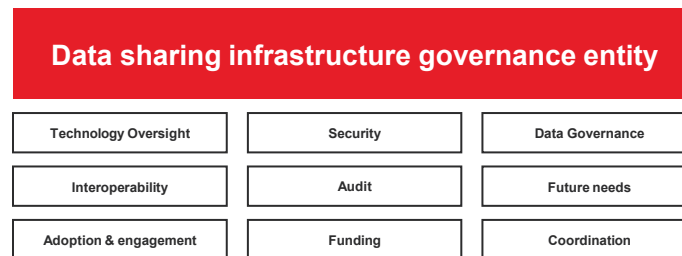 Data sharing infrastructure governance entity
Technology Oversight
Security
Data Governance
Interoperability
Audit
Future needs
Adoption & engagement
Funding
Coordination